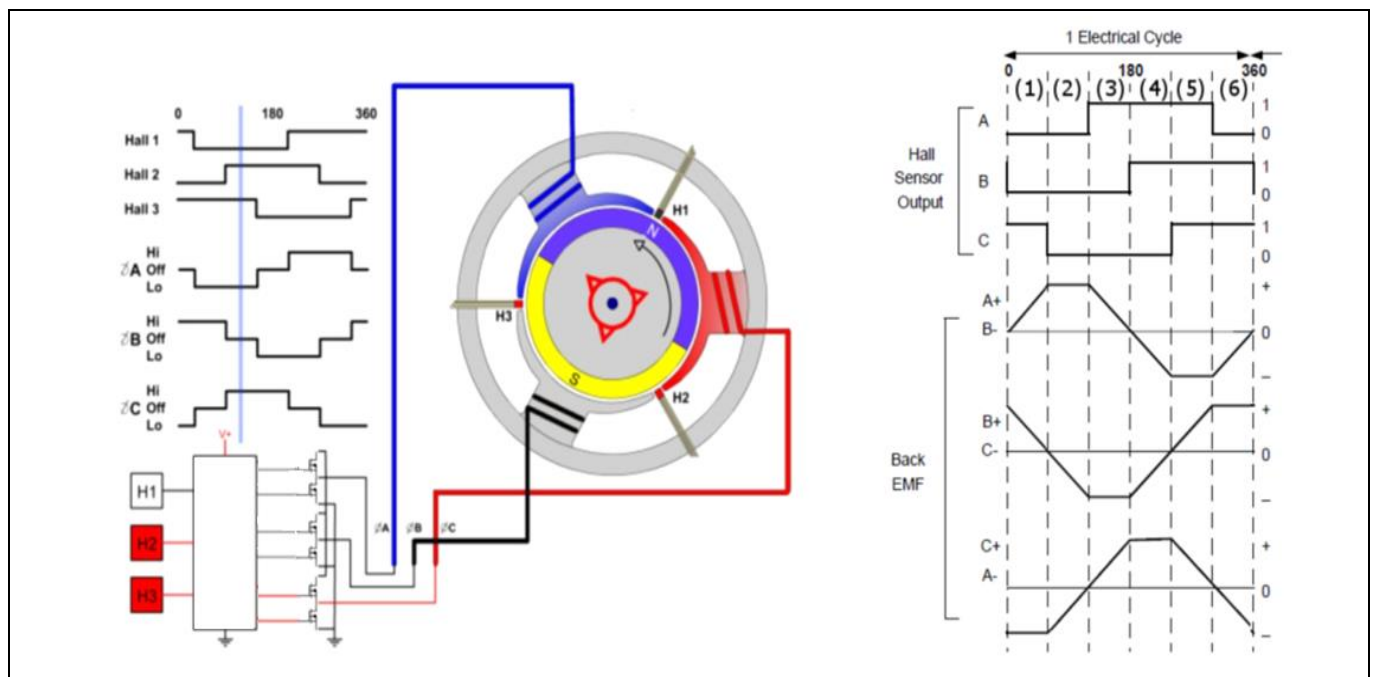 0 180 360
Hall 1
Hall 2
Hall 3
Hi
∅A Off
Lo
Hi
∅B Off
Lo
Hi
∅C Off
Lo
V+
H1
H2
H3
∅A ∅B ∅C
H1
N
H3
S
H2
1 Electrical Cycle
0 180 360
(1) (2) (3) (4) (5) (6)
Hall
Sensor
Output
A 1
0
B 1
0
C 1
0
Back
EMF
A+ +
B- 0
–
B+ +
C- 0
–
C+ +
A- 0
–